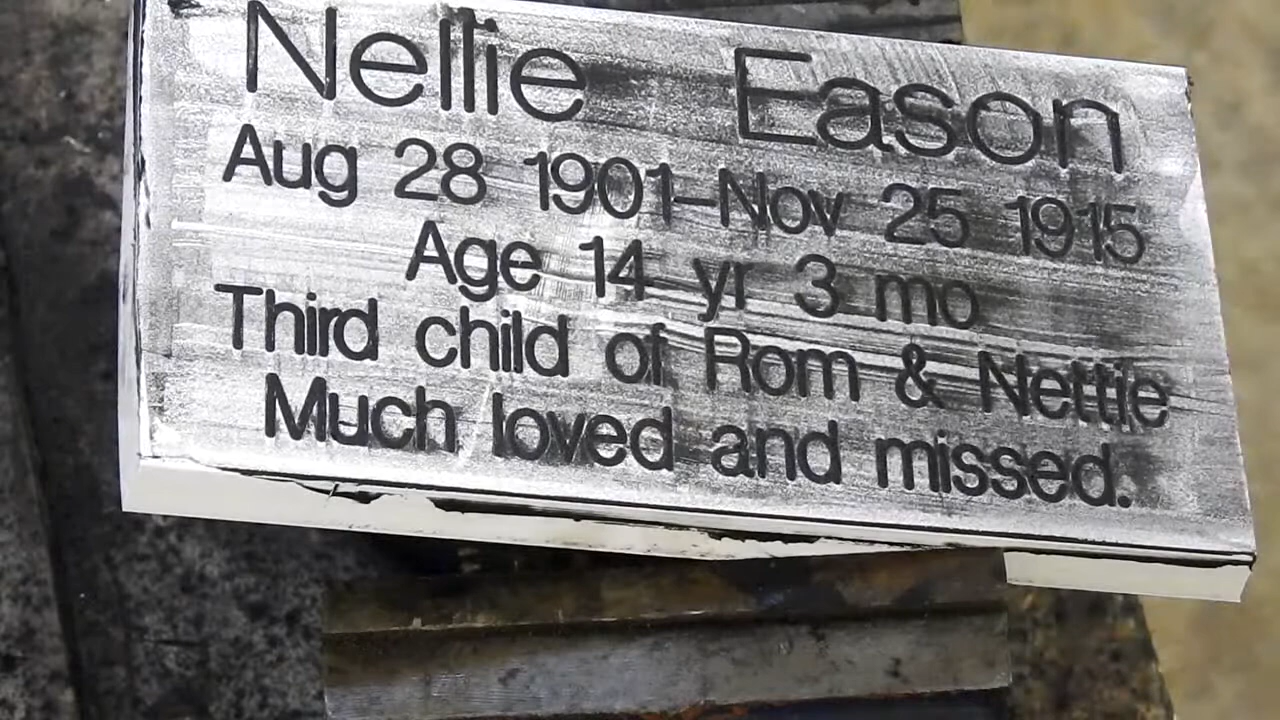 Nellie Eason
Aug 28 1901-Nov 25 1915
Age 14 yr 3 mo
Third child of Rom & Nettie
Much loved and missed.